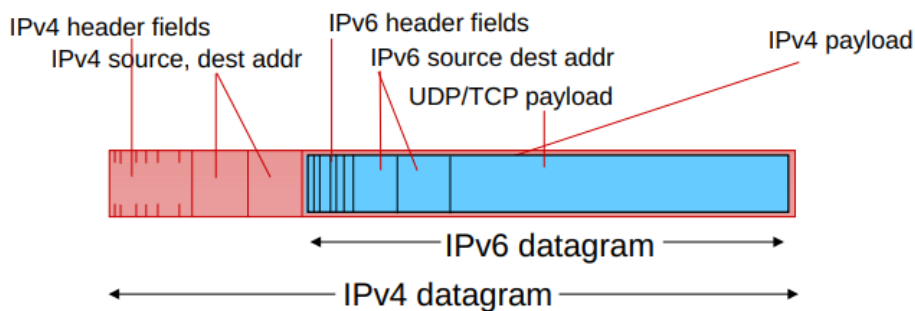 IPv4 header fields
IPv4 source, dest addr
IPv6 header fields
IPv6 source dest addr
UDP/TCP payload
IPv4 payload
IPv6 datagram
IPv4 datagram